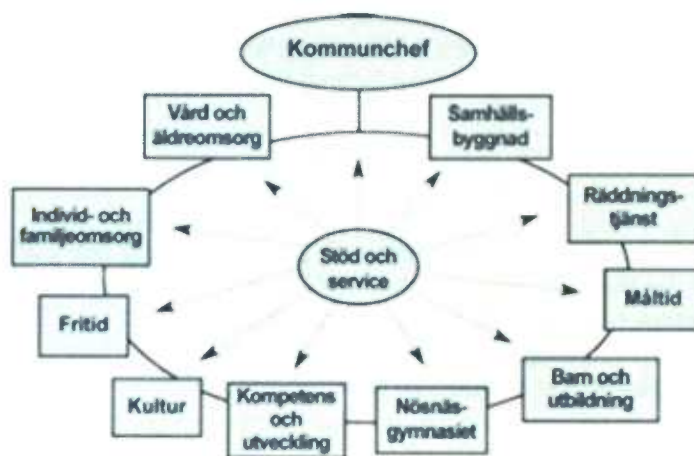 Kommunchef
Vård och
äldreomsorg
Samhälls-
byggnad
Individ- och
familjeomsorg
Räddnings-
tjänst
Stöd och
service
Fritid
Måltid
Kultur
Kompetens
och
utveckling
Nösnäs-
gymnasiet
Barn och
utbildning